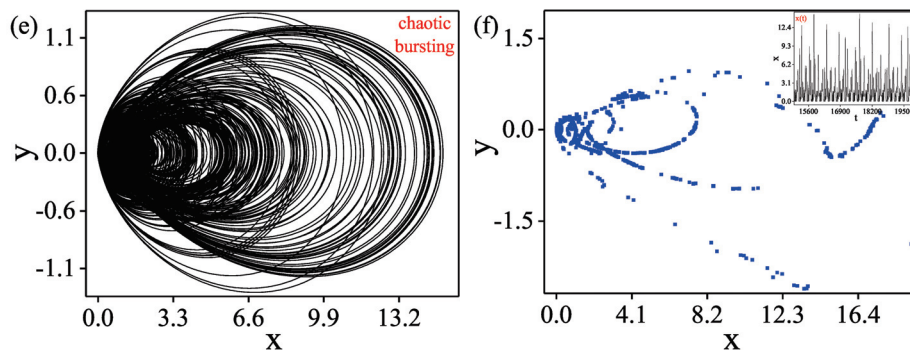 (e)
chaotic
bursting
1.1
0.6
0.0
-0.6
-1.1
y
0.0 3.3 6.6 9.9 13.2
x
(f)
1.5
0.0
-1.5
y
0.0 4.1 8.2 12.3 16.4
x
x(t)
12.4
9.3
6.2
3.1
0.0
x
15600 16900 18200 1950
t